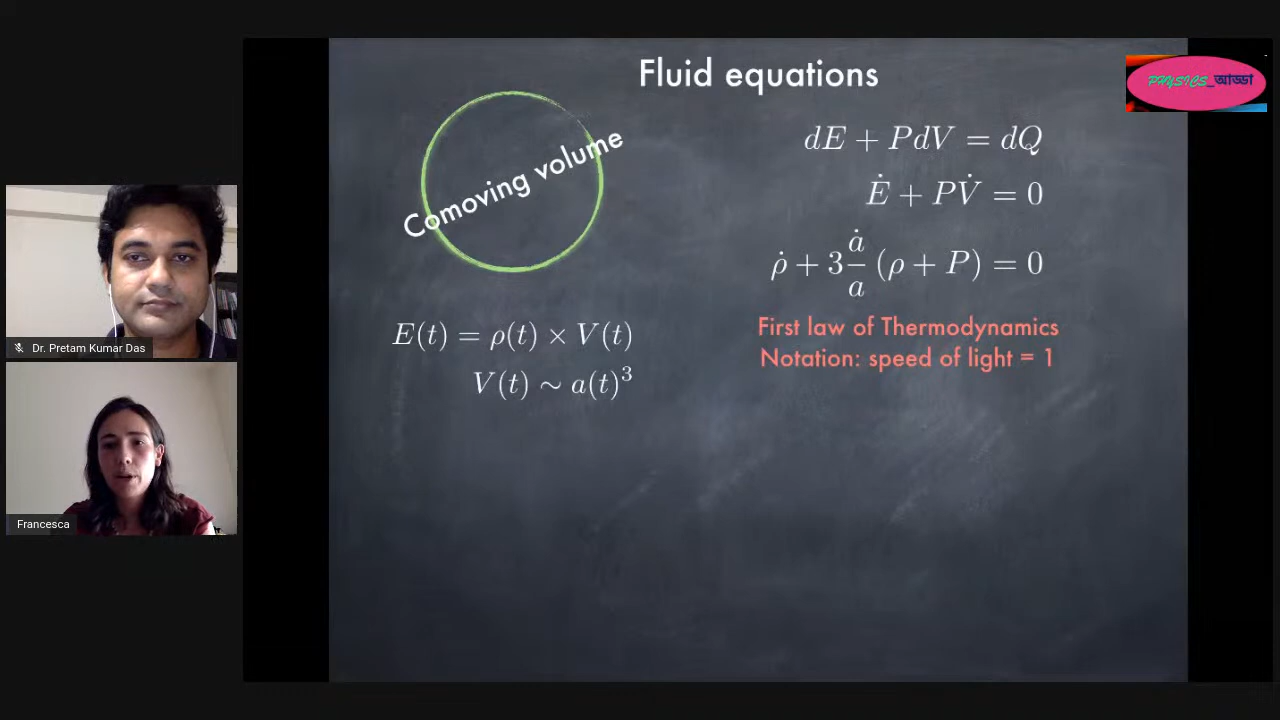 Fluid equations
PHYSICS_আড্ডা
Comoving volume
dE + PdV = dQ
Ė + PV̇ = 0
ρ̇ + 3 ȧ/a (ρ + P) = 0
First law of Thermodynamics
Notation: speed of light = 1
E(t) = ρ(t) × V(t)
V(t) ∼ a(t)³
Dr. Pretam Kumar Das
Francesca